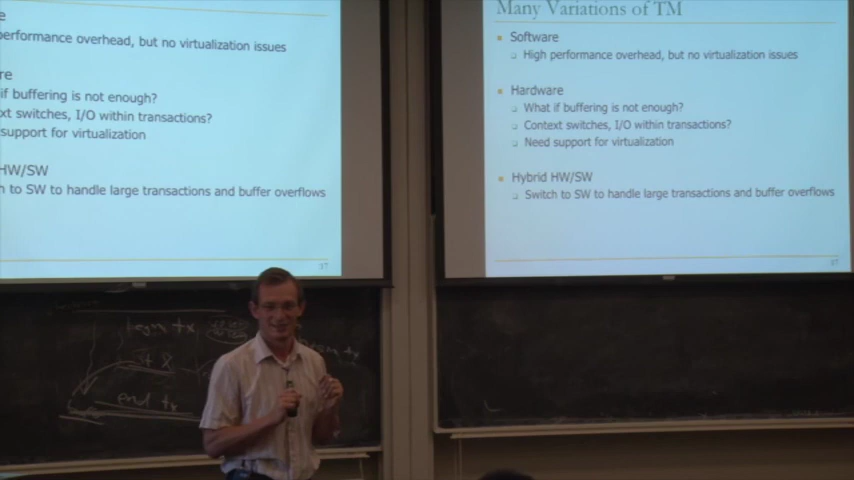 e
performance overhead, but no virtualization issues
re
if buffering is not enough?
xt switches, I/O within transactions?
support for virtualization
HW/SW
h to SW to handle large transactions and buffer overflows
37
Many Variations of TM
Software
High performance overhead, but no virtualization issues
Hardware
What if buffering is not enough?
Context switches, I/O within transactions?
Need support for virtualization
Hybrid HW/SW
Switch to SW to handle large transactions and buffer overflows
37
begin tx
end tx